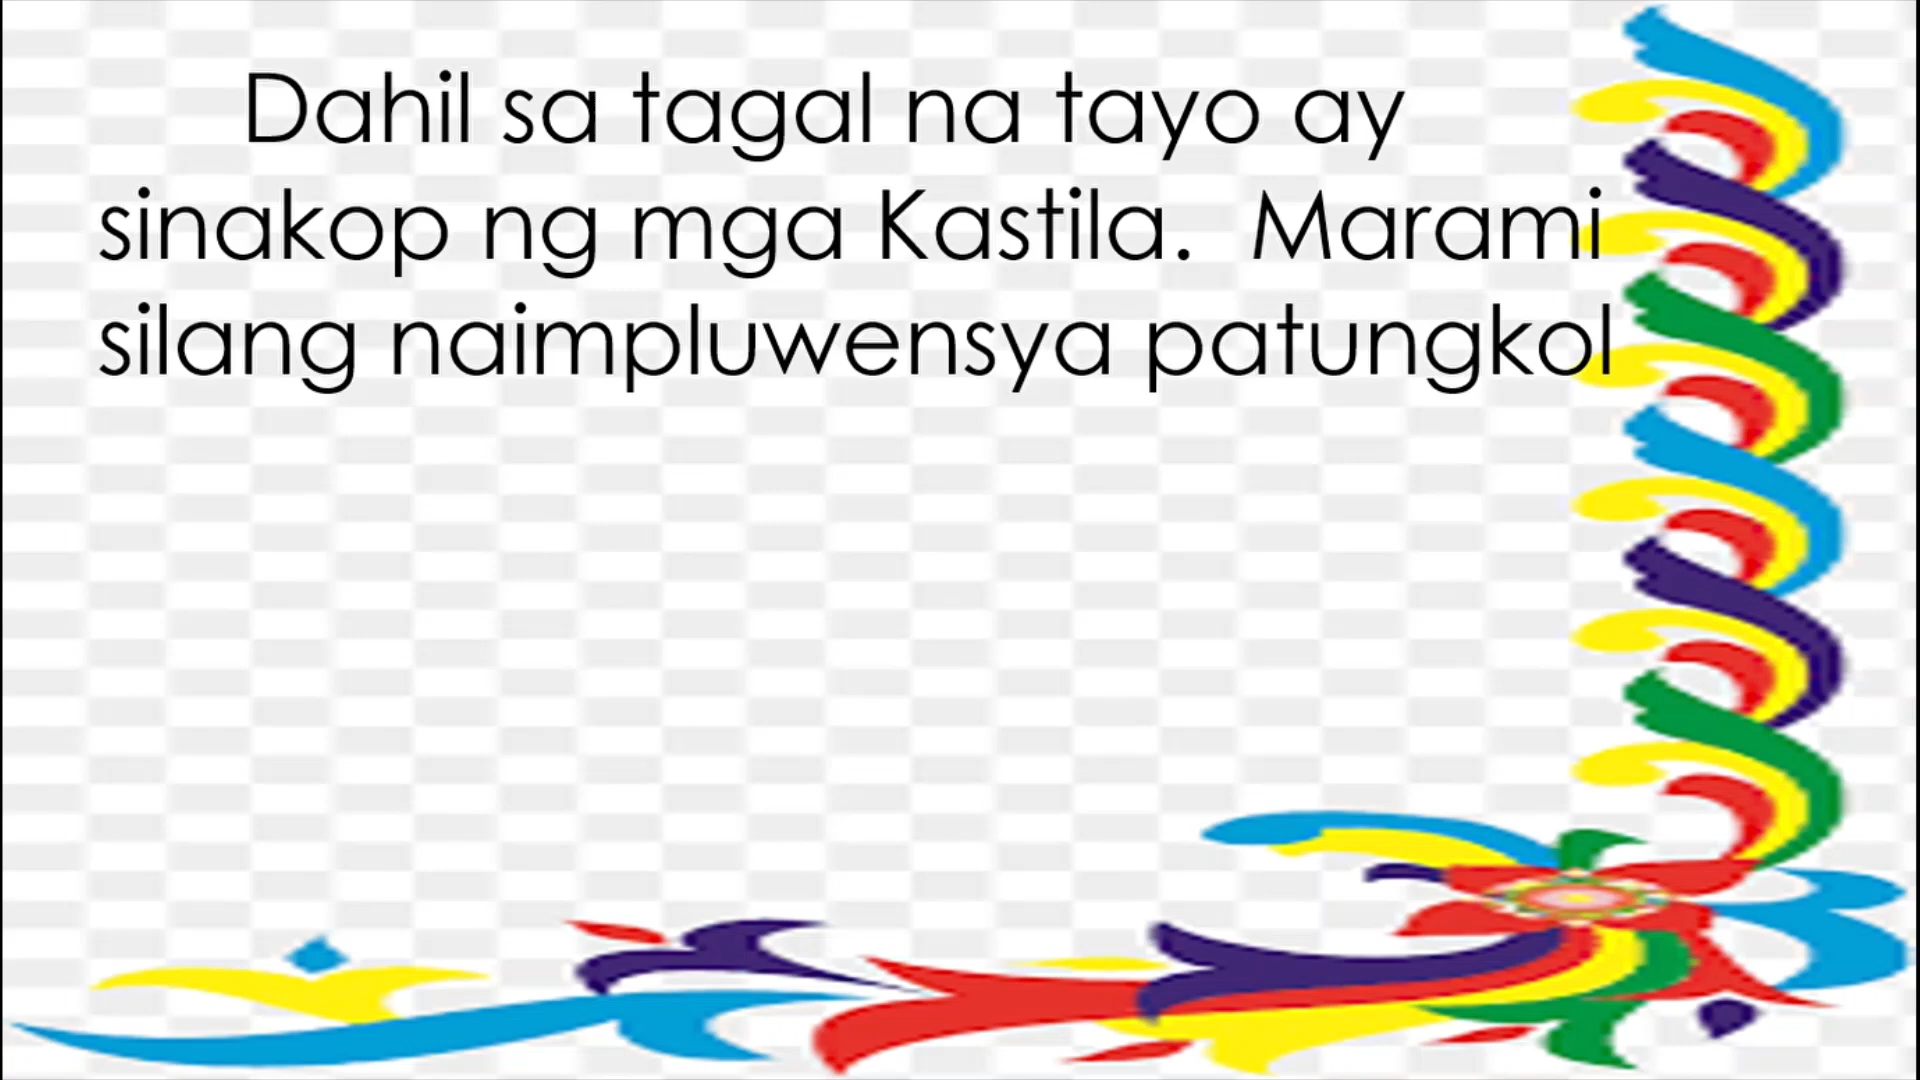 Dahil sa tagal na tayo ay
sinakop ng mga Kastila.  Marami
silang naimpluwensya patungkol